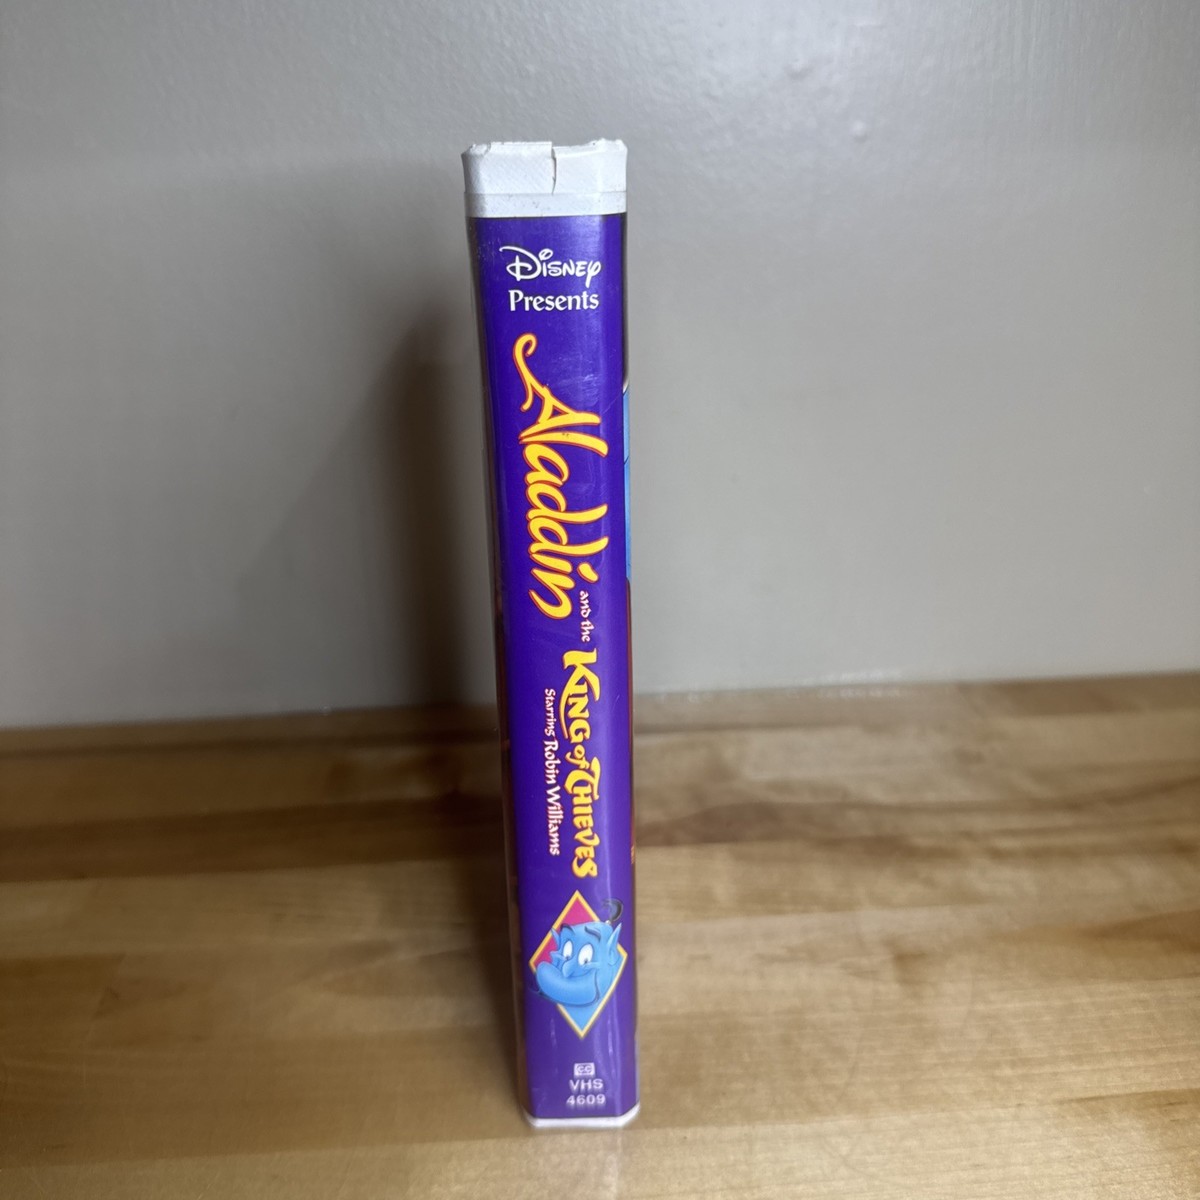 Disney
Presents
Aladdin
and the
King of Thieves
Starring Robin Williams
CC
VHS
4609